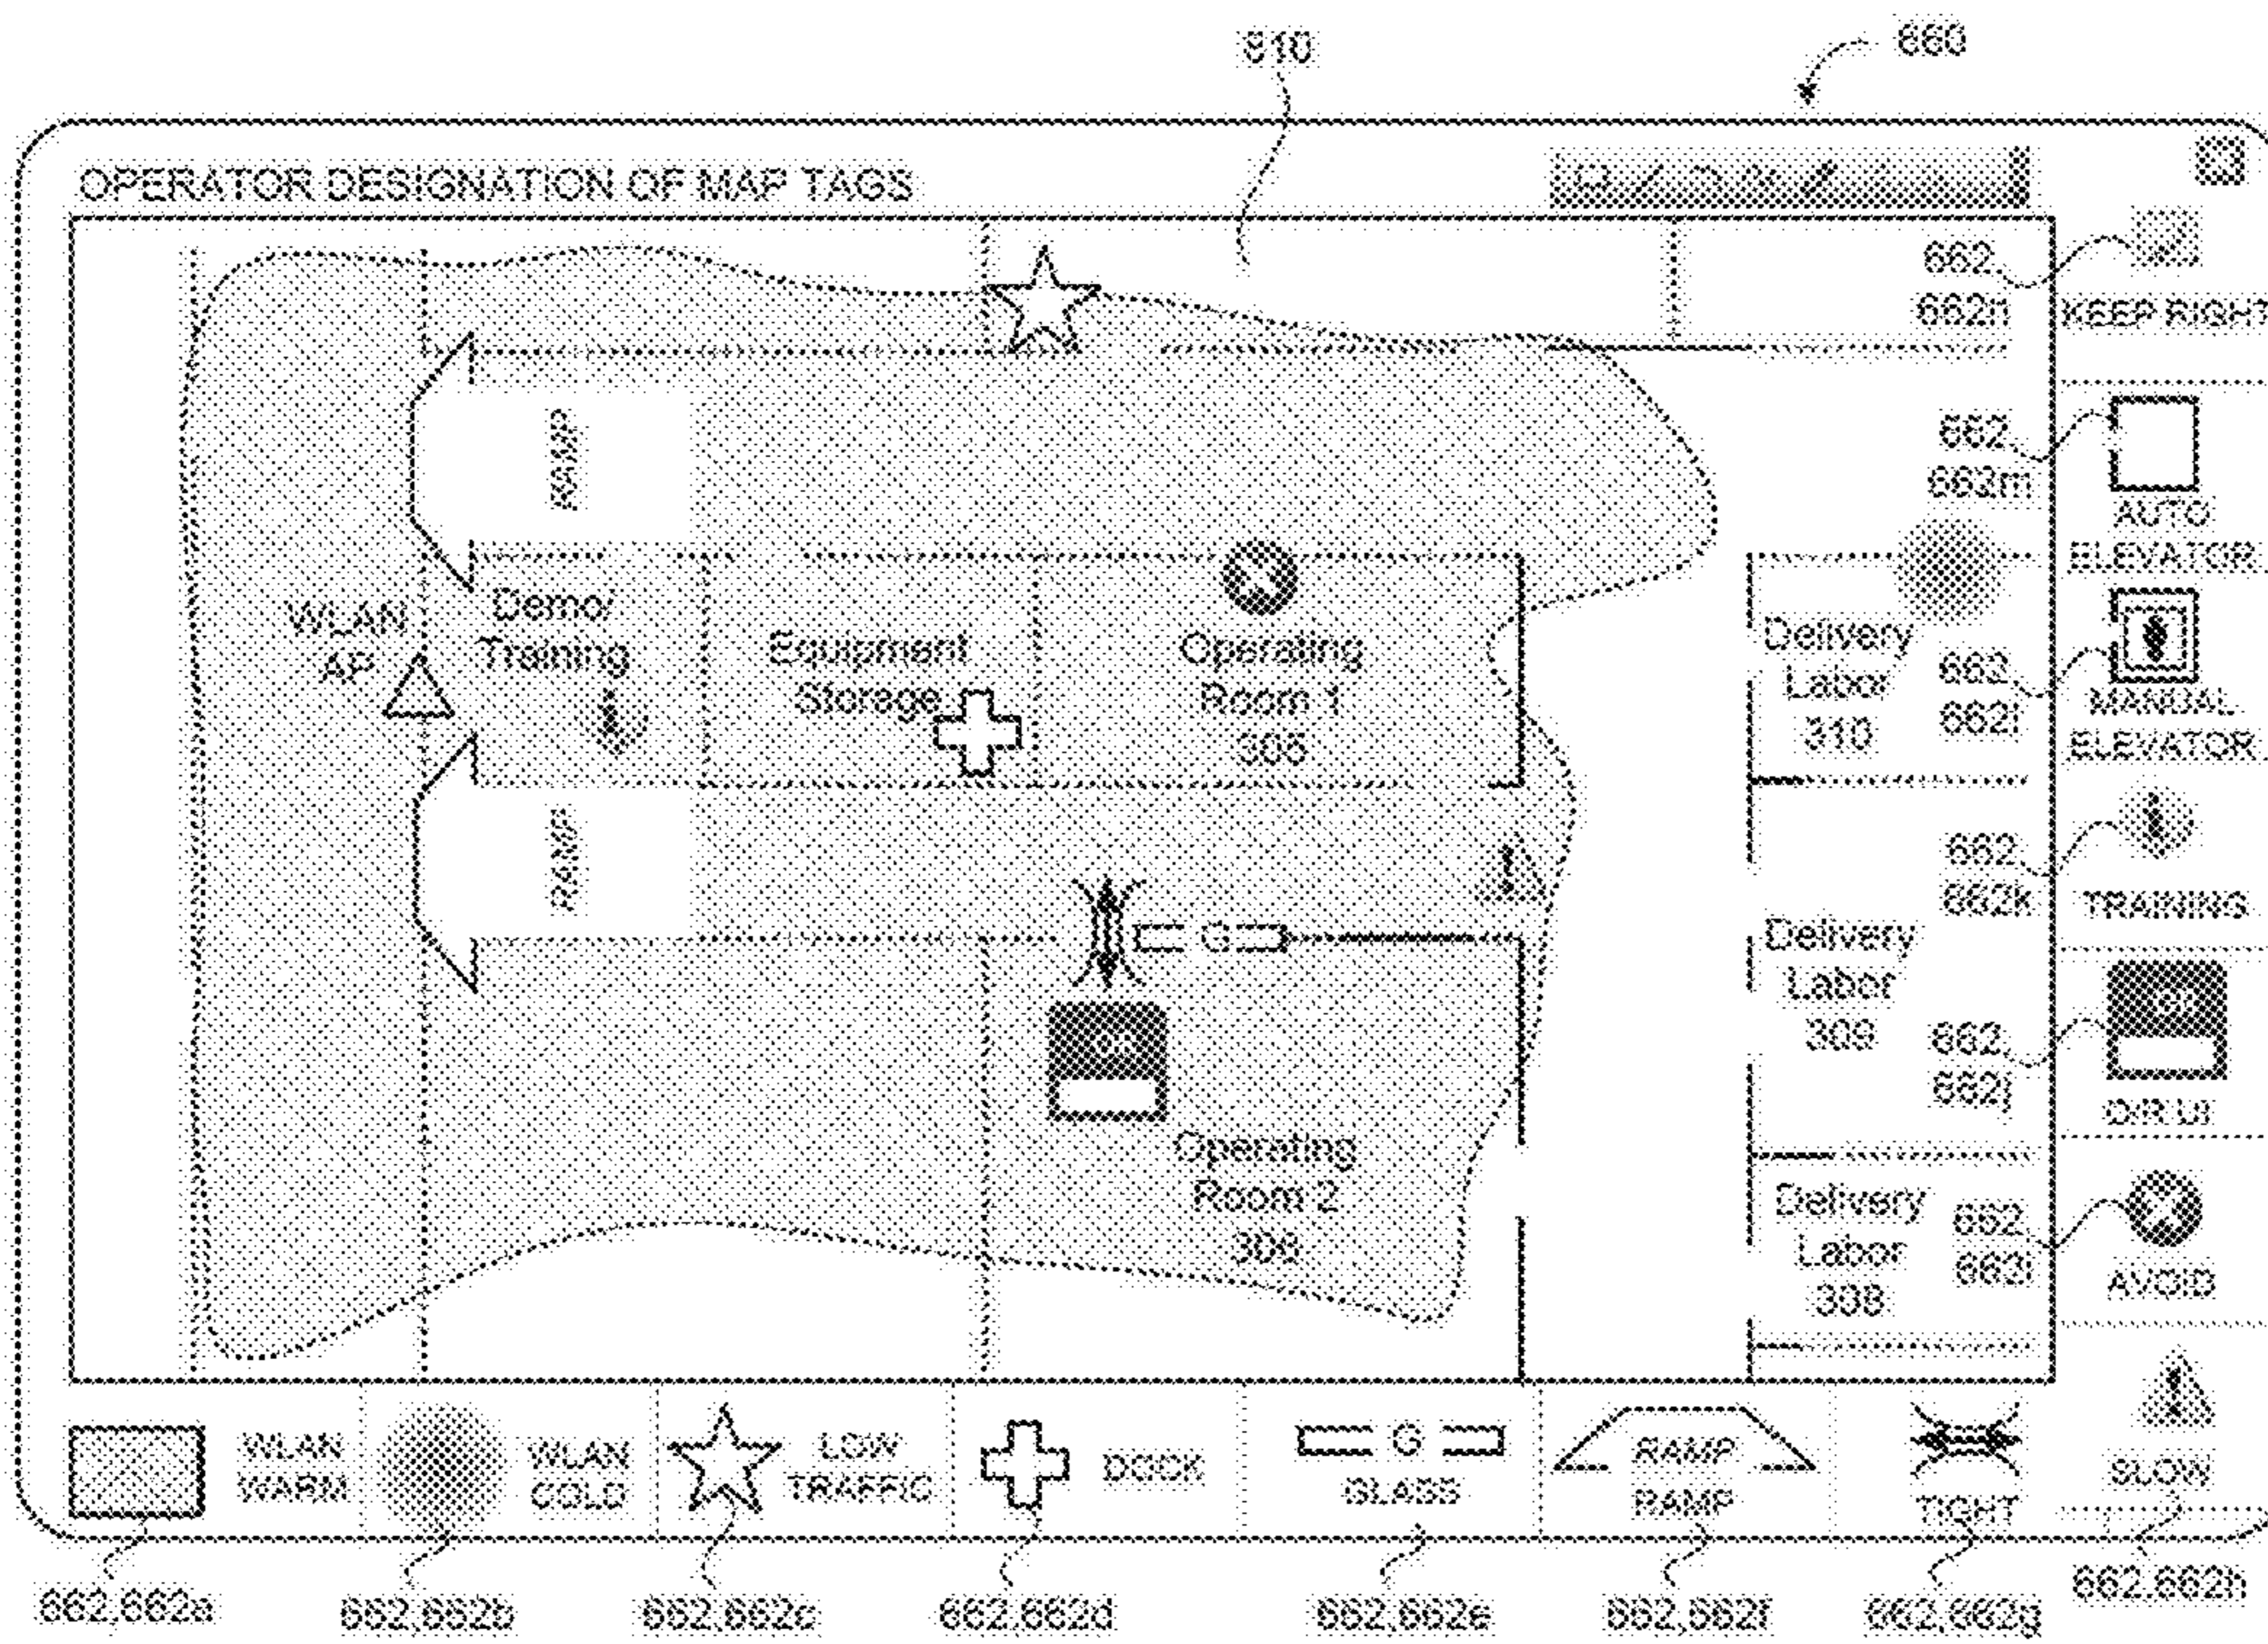 810
660
OPERATOR DESIGNATION OF MAP TAGS
662,
662n
KEEP RIGHT
RAMP
662,
662m
AUTO
ELEVATOR
WLAN
AP
Demo/
Training
Equipment
Storage
Operating
Room 1
305
Delivery
Labor
310
662,
662l
MANUAL
ELEVATOR
RAMP
662,
662k
TRAINING
G
Delivery
Labor
309
662,
662j
O/R UI
Operating
Room 2
306
Delivery
Labor
308
662,
662i
AVOID
WLAN
WARM
WLAN
COLD
LOW
TRAFFIC
DOCK
G
GLASS
RAMP
RAMP
TIGHT
!
SLOW
662,662a
662,662b
662,662c
662,662d
662,662e
662,662f
662,662g
662,662h